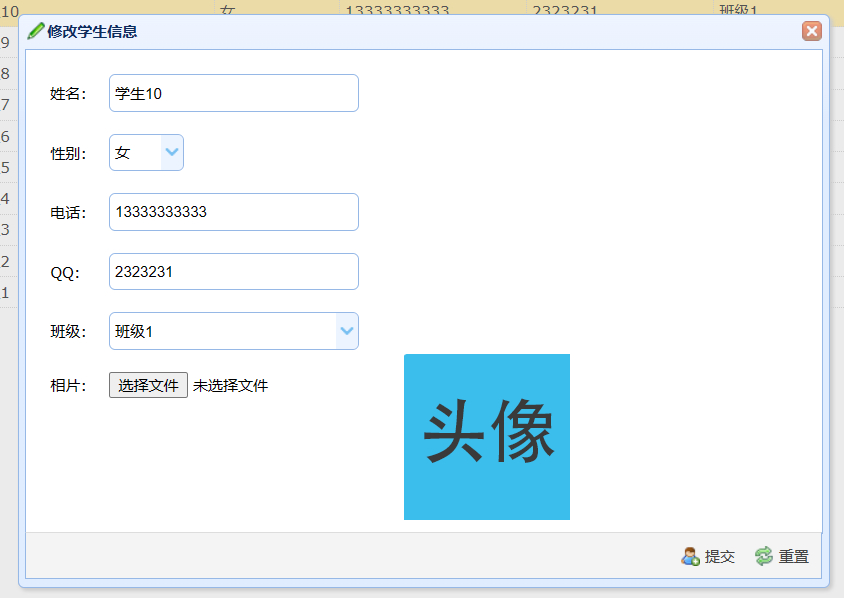 10 女 13333333333 2323231 班级1
修改学生信息
9
8
7
6
5
4
3
2
1
姓名： 学生10
性别： 女
电话： 13333333333
QQ： 2323231
班级： 班级1
相片： 选择文件 未选择文件
头像
提交 重置